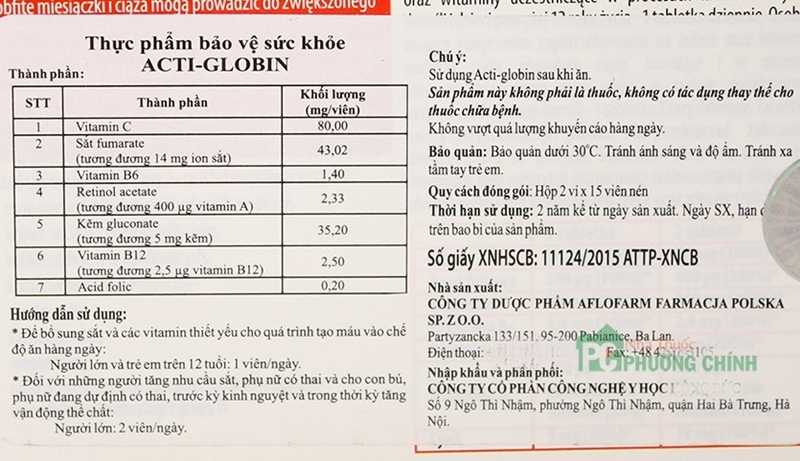 obfite miesiączki i ciąża mogą prowadzić do zwiększonego
Thực phẩm bảo vệ sức khỏe
ACTI-GLOBIN
Thành phần:
STT Thành phần Khối lượng (mg/viên)
1 Vitamin C 80,00
2 Sắt fumarate (tương đương 14 mg ion sắt) 43,02
3 Vitamin B6 1,40
4 Retinol acetate (tương đương 400 µg vitamin A) 2,33
5 Kẽm gluconate (tương đương 5 mg kẽm) 35,20
6 Vitamin B12 (tương đương 2,5 µg vitamin B12) 2,50
7 Acid folic 0,20
Hướng dẫn sử dụng:
* Để bổ sung sắt và các vitamin thiết yếu cho quá trình tạo máu vào chế
độ ăn hàng ngày:
Người lớn và trẻ em trên 12 tuổi: 1 viên/ngày.
* Đối với những người tăng nhu cầu sắt, phụ nữ có thai và cho con bú,
phụ nữ đang dự định có thai, trước kỳ kinh nguyệt và trong thời kỳ tăng
vận động thể chất:
Người lớn: 2 viên/ngày.
oraz witaminy uczestniczące w procesach
Chú ý:
Sử dụng Acti-globin sau khi ăn.
Sản phẩm này không phải là thuốc, không có tác dụng thay thế cho
thuốc chữa bệnh.
Không vượt quá lượng khuyến cáo hàng ngày.
Bảo quản: Bảo quản dưới 30°C. Tránh ánh sáng và độ ẩm. Tránh xa
tầm tay trẻ em.
Quy cách đóng gói: Hộp 2 vỉ x 15 viên nén
Thời hạn sử dụng: 2 năm kể từ ngày sản xuất. Ngày SX, hạn
trên bao bì của sản phẩm.
Số giấy XNHSCB: 11124/2015 ATTP-XNCB
Nhà sản xuất:
CÔNG TY DƯỢC PHẨM AFLOFARM FARMACJA POLSKA
SP. Z O.O.
Partyzancka 133/151, 95-200 Pabianice, Ba Lan.
Điện thoại: Fax: +48
Nhà Thuốc
PHƯƠNG CHÍNH
Nhập khẩu và phân phối:
CÔNG TY CỔ PHẦN CÔNG NGHỆ Y HỌC
Số 9 Ngô Thì Nhậm, phường Ngô Thì Nhậm, quận Hai Bà Trưng, Hà
Nội.